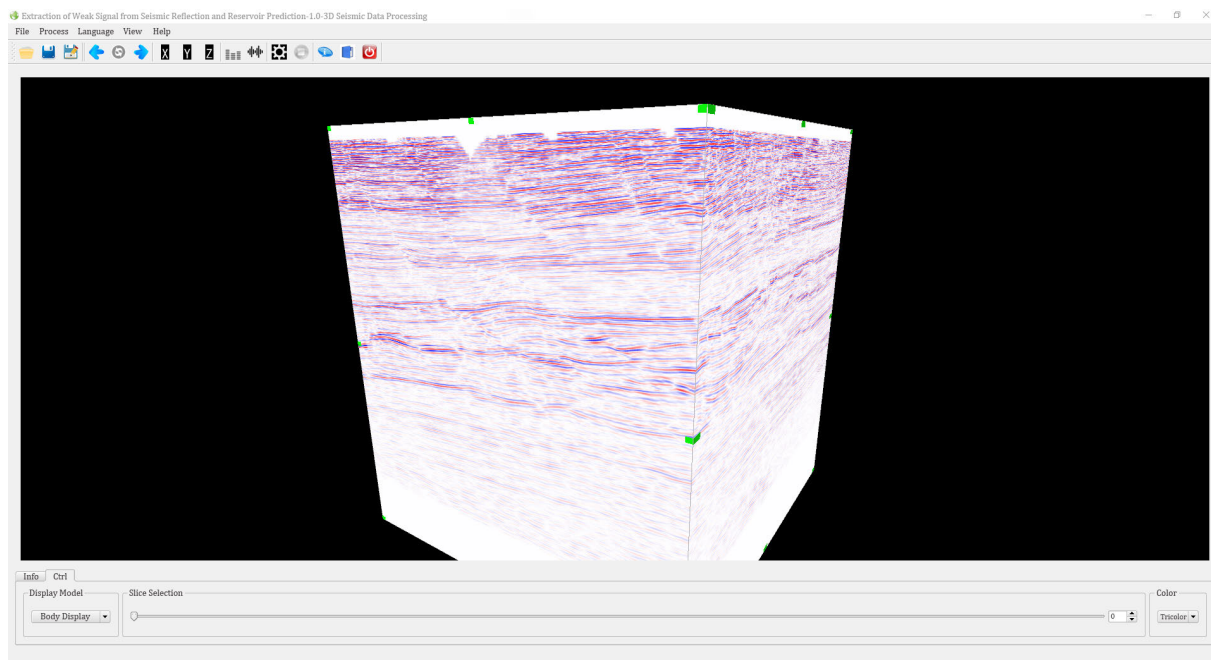 Extraction of Weak Signal from Seismic Reflection and Reservoir Prediction-1.0-3D Seismic Data Processing
File Process Language View Help
X Y Z
Info Ctrl
Display Model Slice Selection Color
Body Display 0 Tricolor